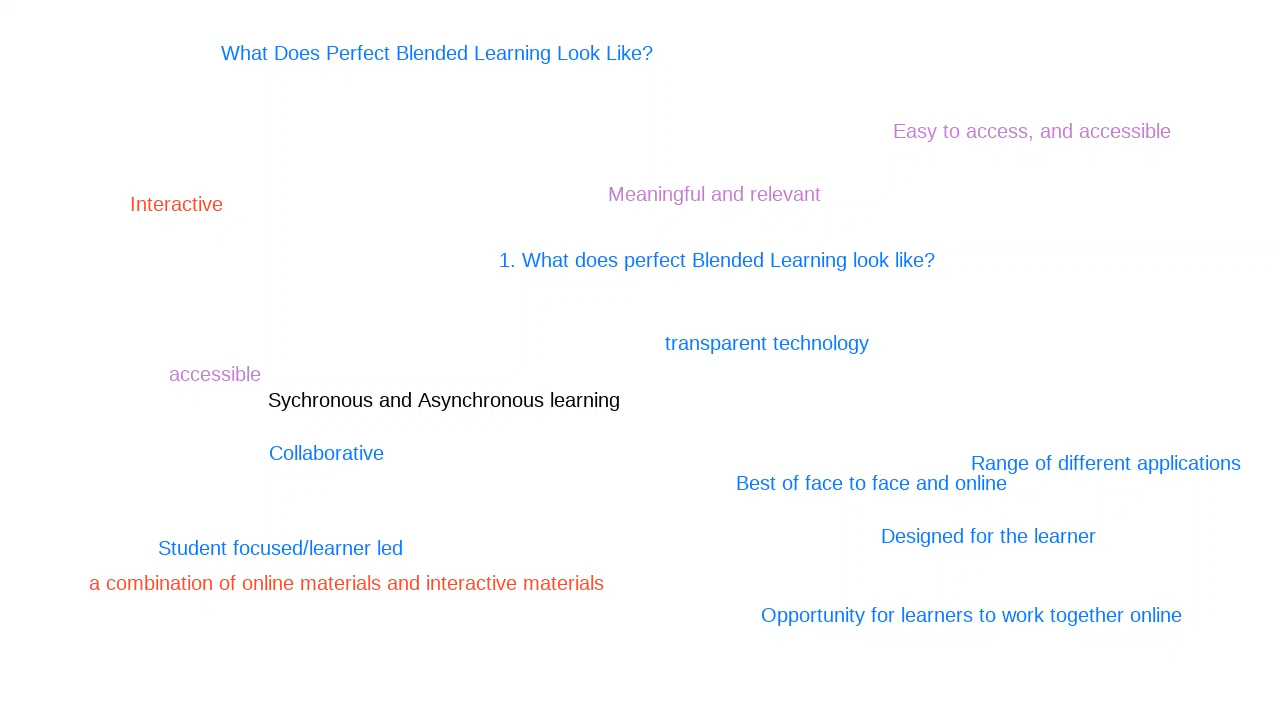 What Does Perfect Blended Learning Look Like?
Easy to access, and accessible
Meaningful and relevant
Interactive
1. What does perfect Blended Learning look like?
transparent technology
accessible
Sychronous and Asynchronous learning
Collaborative
Range of different applications
Best of face to face and online
Designed for the learner
Student focused/learner led
a combination of online materials and interactive materials
Opportunity for learners to work together online